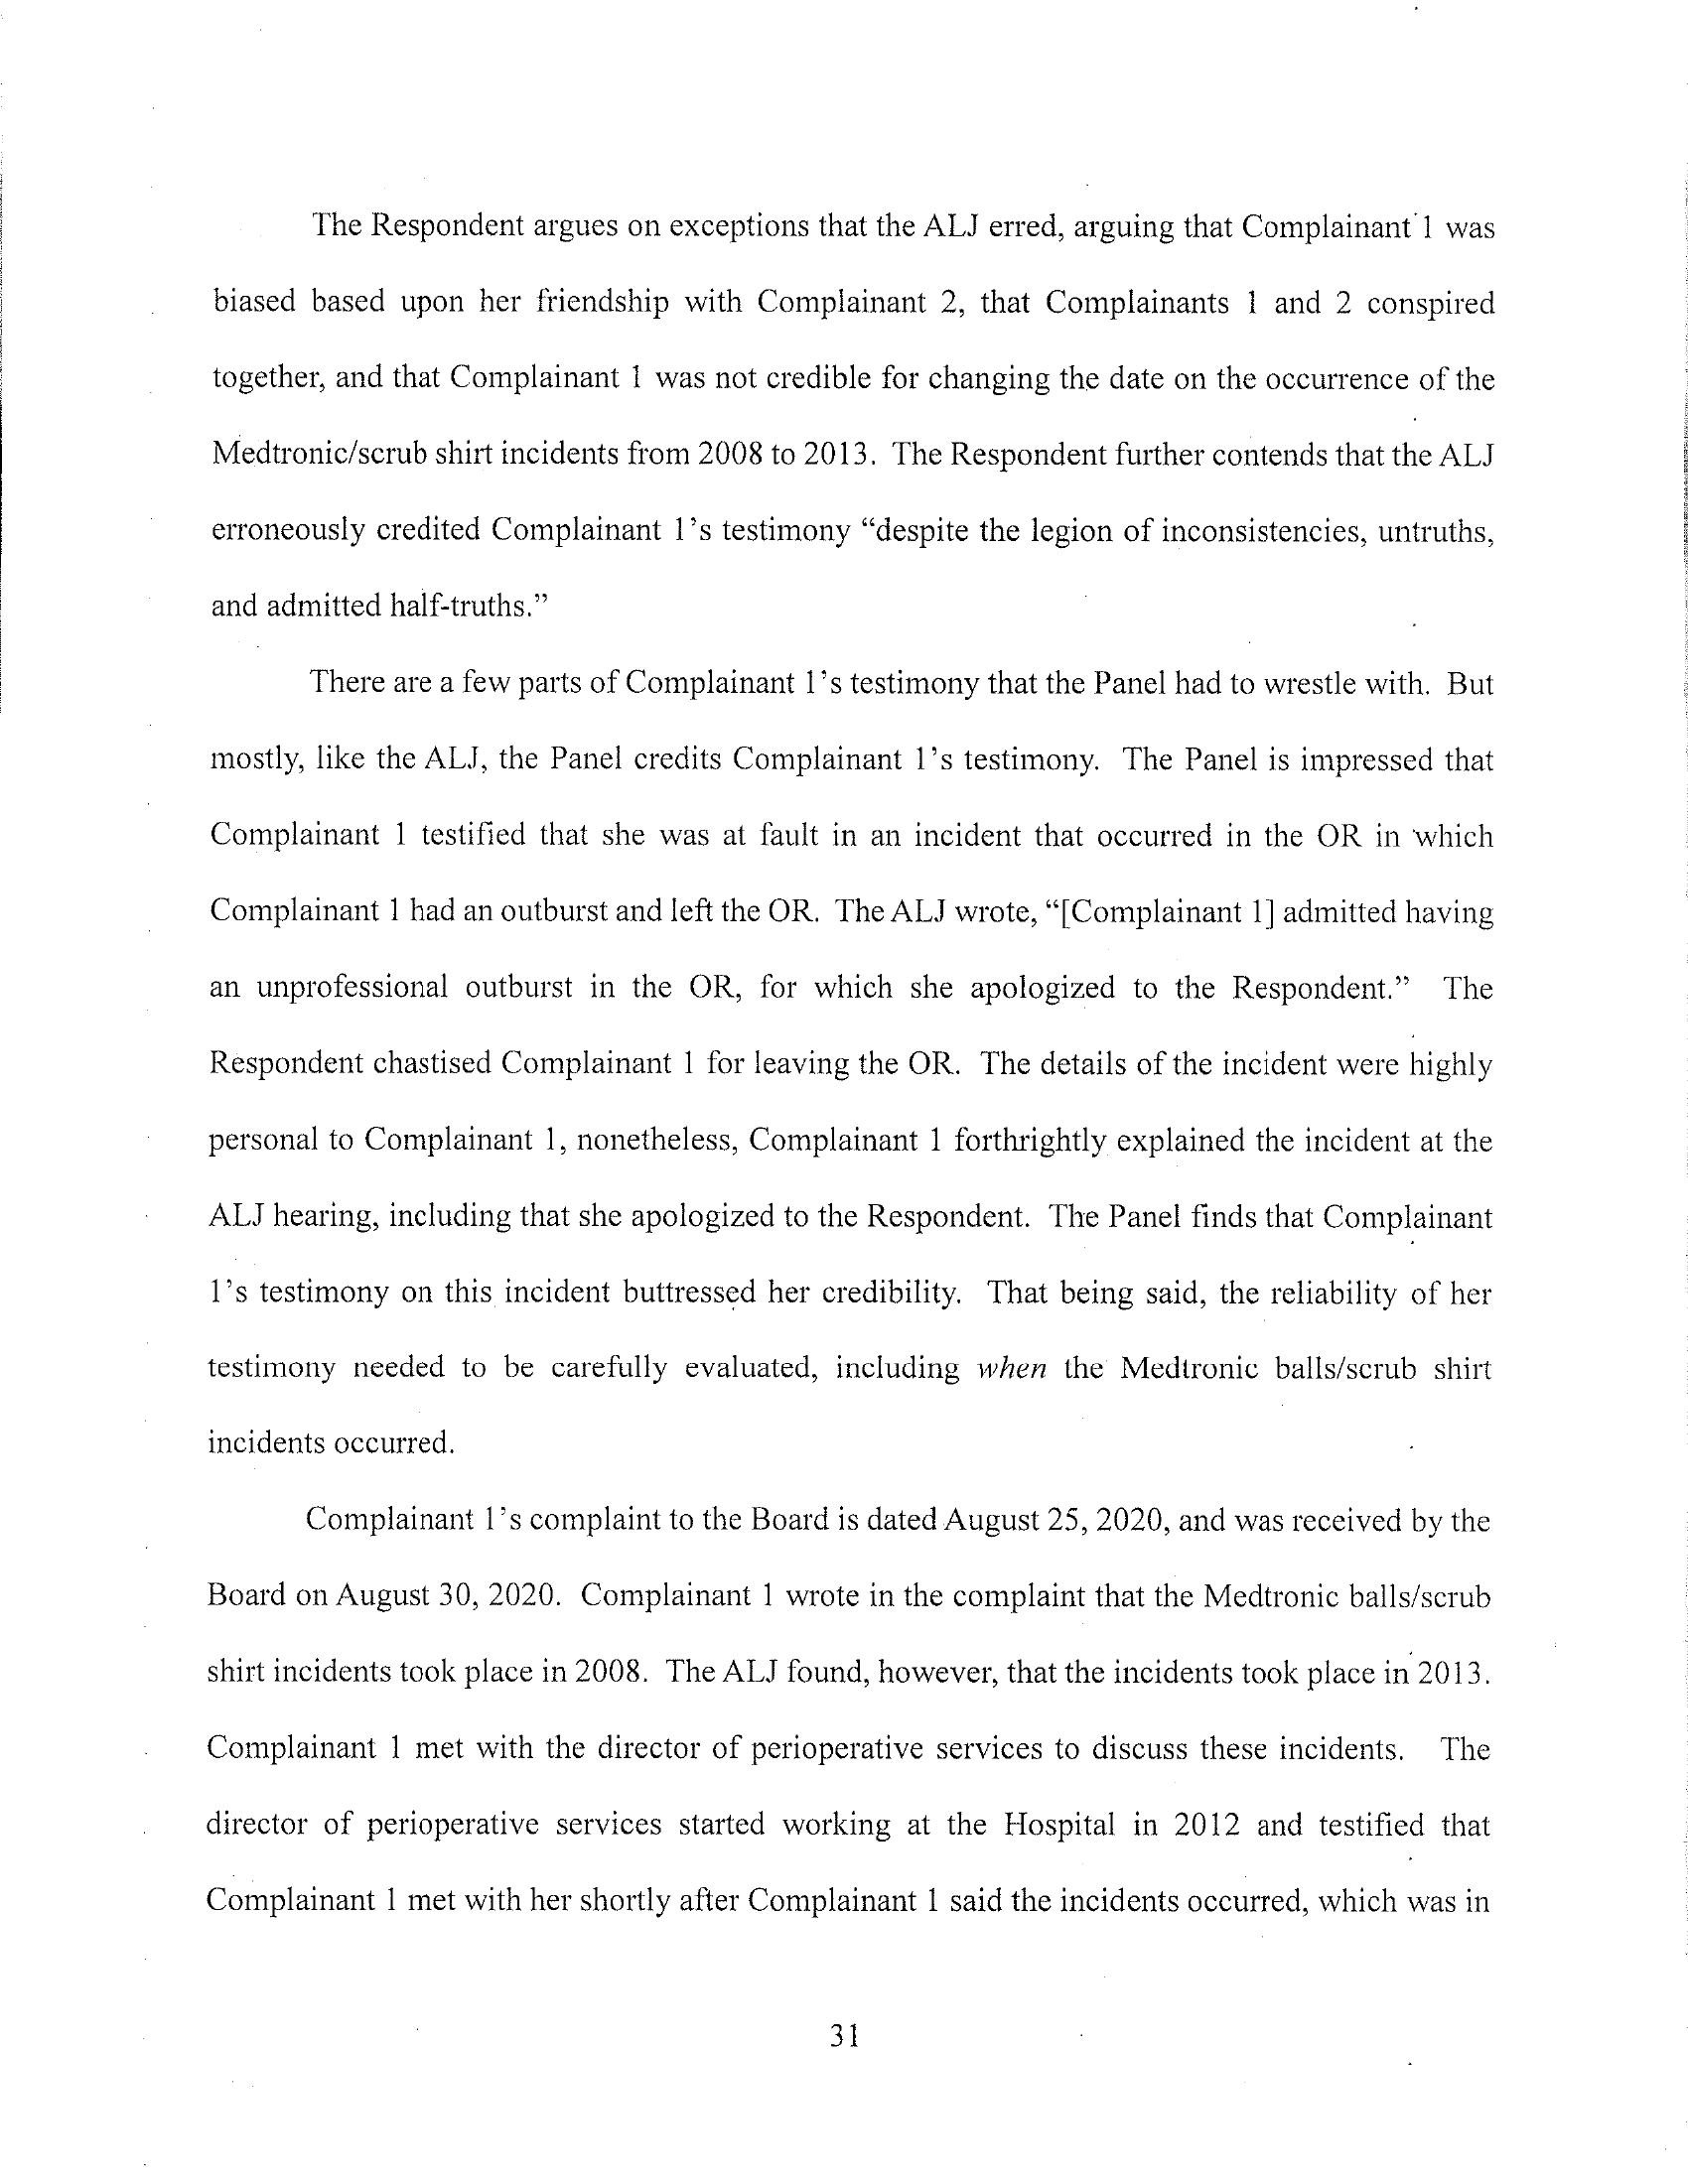 The Respondent argues on exceptions that the ALJ erred, arguing that Complainant 1 was
biased based upon her friendship with Complainant 2, that Complainants 1 and 2 conspired
together, and that Complainant 1 was not credible for changing the date on the occurrence of the
Medtronic/scrub shirt incidents from 2008 to 2013. The Respondent further contends that the ALJ
erroneously credited Complainant 1's testimony “despite the legion of inconsistencies, untruths,
and admitted half-truths.”
There are a few parts of Complainant 1's testimony that the Panel had to wrestle with. But
mostly, like the ALJ, the Panel credits Complainant 1's testimony. The Panel is impressed that
Complainant 1 testified that she was at fault in an incident that occurred in the OR in which
Complainant 1 had an outburst and left the OR. The ALJ wrote, “[Complainant 1] admitted having
an unprofessional outburst in the OR, for which she apologized to the Respondent.” The
Respondent chastised Complainant 1 for leaving the OR. The details of the incident were highly
personal to Complainant 1, nonetheless, Complainant 1 forthrightly explained the incident at the
ALJ hearing, including that she apologized to the Respondent. The Panel finds that Complainant
1's testimony on this incident buttressed her credibility. That being said, the reliability of her
testimony needed to be carefully evaluated, including when the Medtronic balls/scrub shirt
incidents occurred.
Complainant 1's complaint to the Board is dated August 25, 2020, and was received by the
Board on August 30, 2020. Complainant 1 wrote in the complaint that the Medtronic balls/scrub
shirt incidents took place in 2008. The ALJ found, however, that the incidents took place in 2013.
Complainant 1 met with the director of perioperative services to discuss these incidents. The
director of perioperative services started working at the Hospital in 2012 and testified that
Complainant 1 met with her shortly after Complainant 1 said the incidents occurred, which was in
31